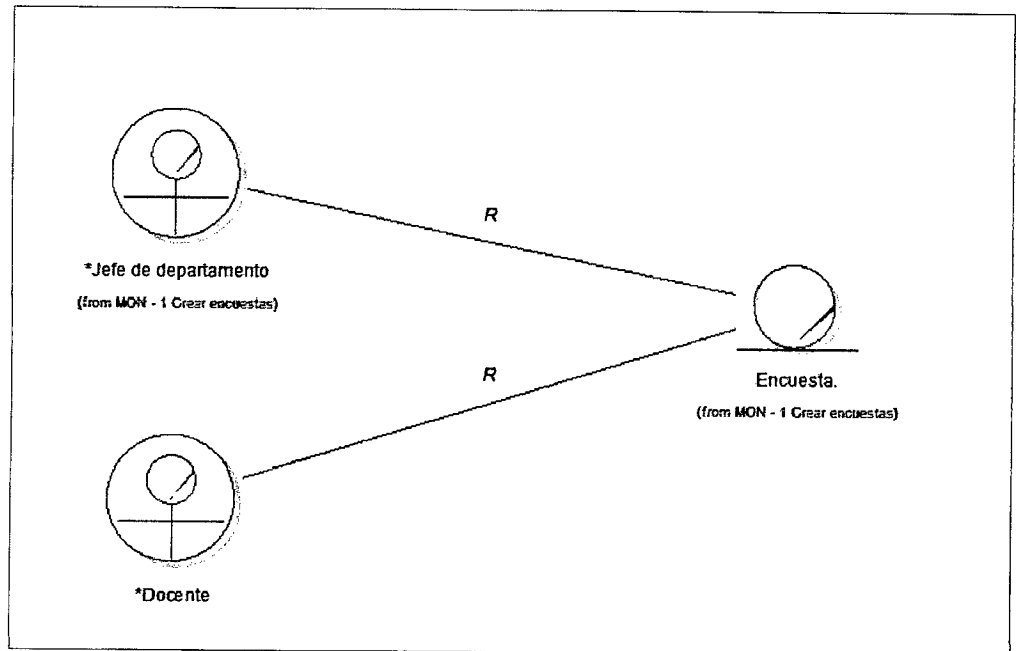 R
*Jefe de departamento
(from MON - 1 Crear encuestas)
Encuesta.
(from MON - 1 Crear encuestas)
R
*Docente